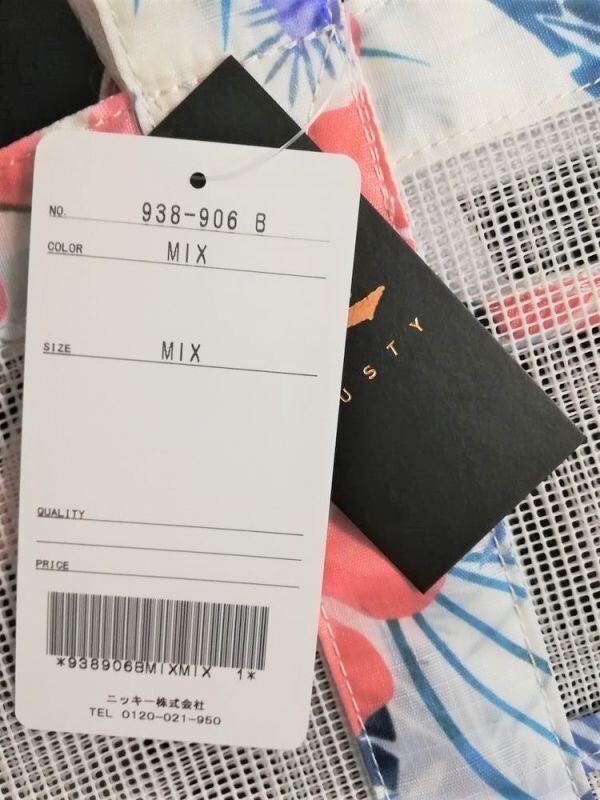 NO. 938-906 B
COLOR MIX
SIZE MIX
USTY
QUALITY
PRICE
*938906BMIXMIX 1*
ニッキー株式会社
TEL 0120-021-950